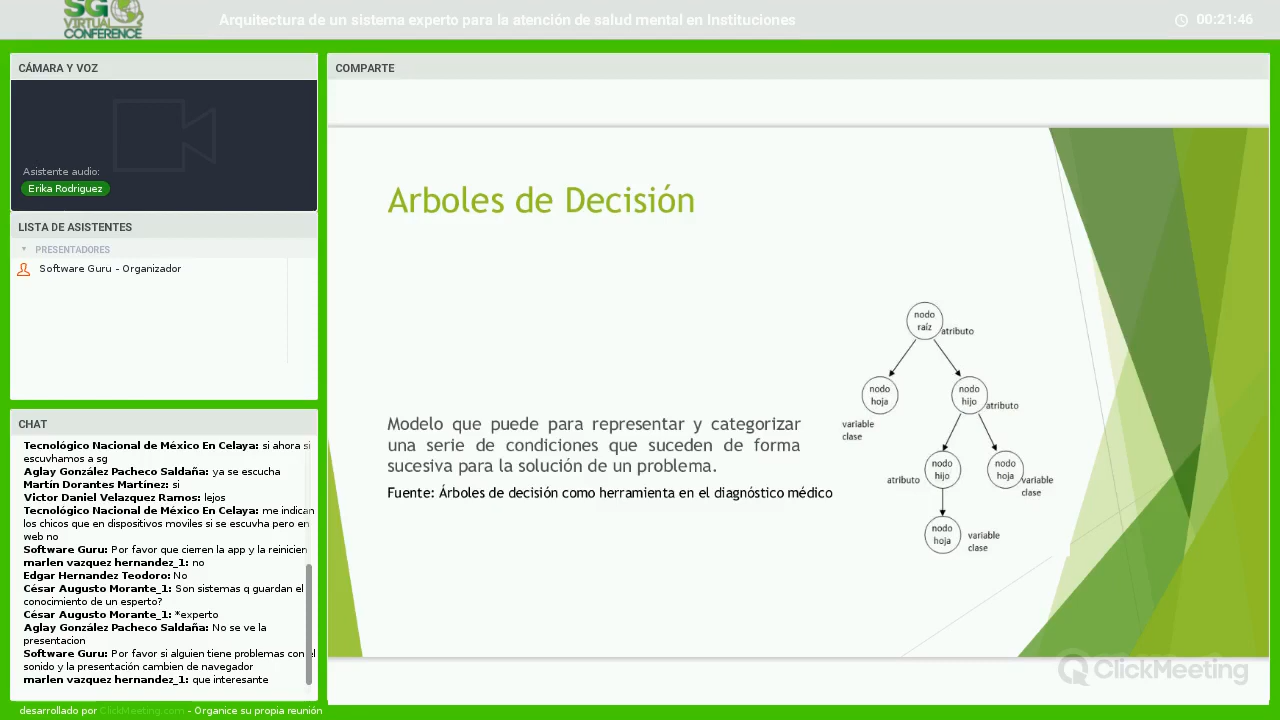 SG
VIRTUAL
CONFERENCE
Arquitectura de un sistema experto para la atención de salud mental en Instituciones
00:21:46
CÁMARA Y VOZ
Asistente audio:
Erika Rodriguez
LISTA DE ASISTENTES
PRESENTADORES
Software Guru - Organizador
CHAT
Tecnológico Nacional de México En Celaya: si ahora si
escuvhamos a sg
Aglay González Pacheco Saldaña: ya se escucha
Martín Dorantes Martínez: si
Victor Daniel Velazquez Ramos: lejos
Tecnológico Nacional de México En Celaya: me indican
los chicos que en dispositivos moviles si se escuvha pero en
web no
Software Guru: Por favor que cierren la app y la reinicien
marlen vazquez hernandez_1: no
Edgar Hernandez Teodoro: No
César Augusto Morante_1: Son sistemas q guardan el
conocimiento de un esperto?
César Augusto Morante_1: *experto
Aglay González Pacheco Saldaña: No se ve la
presentacion
Software Guru: Por favor si alguien tiene problemas con el
sonido y la presentación cambien de navegador
marlen vazquez hernandez_1: que interesante
desarrollado por ClickMeeting.com - Organice su propia reunión
COMPARTE
Arboles de Decisión
Modelo que puede para representar y categorizar
una serie de condiciones que suceden de forma
sucesiva para la solución de un problema.
Fuente: Árboles de decisión como herramienta en el diagnóstico médico
nodo
raíz
atributo
nodo
hoja
variable
clase
nodo
hijo
atributo
nodo
hijo
atributo
nodo
hoja
variable
clase
nodo
hoja
variable
clase
ClickMeeting